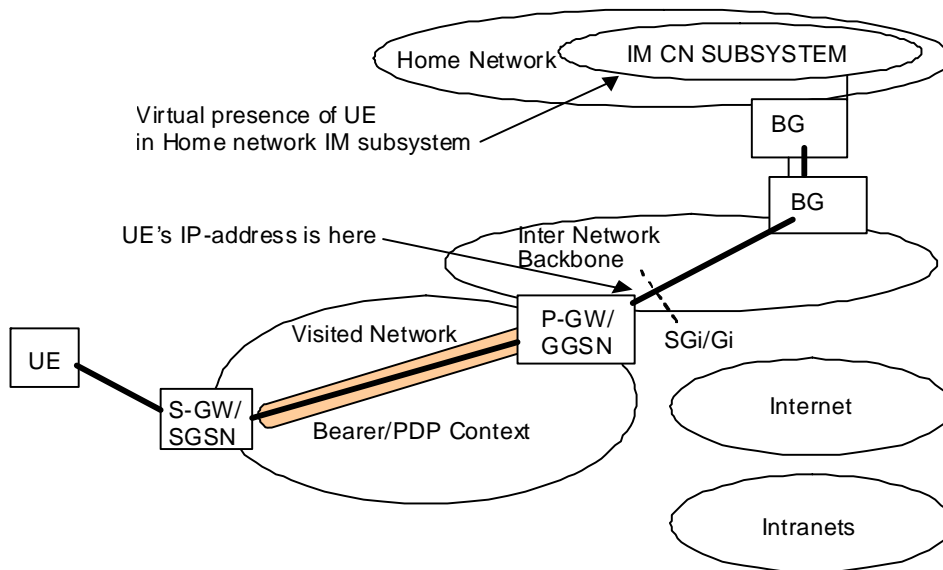 IM CN SUBSYSTEM
Home Network
Virtual presence of UE
in Home network IM subsystem
BG
BG
UE's IP-address is here
Inter Network
Backbone
Visited Network
P-GW/
GGSN
SGi/Gi
UE
S-GW/
SGSN
Bearer/PDP Context
Internet
Intranets